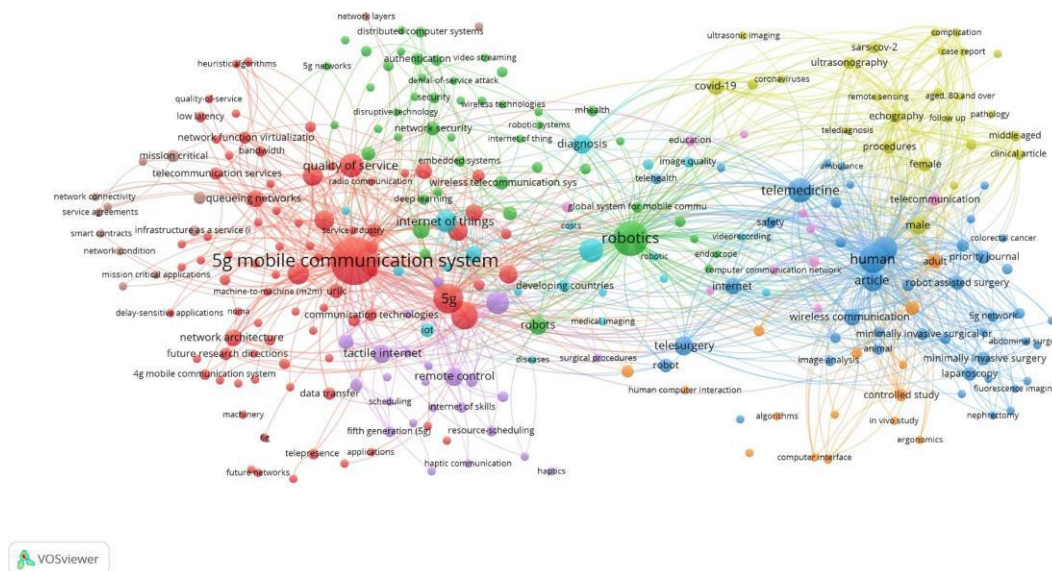 network layers
distributed computer systems
ultrasonic imaging
complication
sars-cov-2
case report
heuristic algorithms
5g networks
authentication
video streaming
ultrasonography
denial-of-service attack
coronaviruses
covid-19
quality-of-service
security
disruptive technology
wireless technologies
mhealth
remote sensing
aged, 80 and over
low latency
robotic systems
echography
follow up
pathology
network function virtualizatio
network security
internet of thing
education
telediagnosis
middle aged
bandwidth
diagnosis
procedures
mission critical
quality of service
embedded systems
image quality
ambulance
female
clinical article
telecommunication services
radio communication
wireless telecommunication sys
telehealth
telemedicine
network connectivity
queueing networks
deep learning
telecommunication
service agreements
internet of things
global system for mobile commu
safety
male
smart contracts
infrastructure as a service (i
service industry
costs
robotics
videorecording
colorectal cancer
network condition
5g mobile communication system
robotic
endoscope
human
adult
priority journal
mission critical applications
computer communication network
article
robot assisted surgery
machine-to-machine (m2m)
urllc
5g
developing countries
internet
delay-sensitive applications
noma
communication technologies
robots
medical imaging
wireless communication
5g network
network architecture
iot
minimally invasive surgical pr
abdominal surge
future research directions
tactile internet
diseases
surgical procedures
telesurgery
animal
image analysis
minimally invasive surgery
4g mobile communication system
remote control
robot
laparoscopy
data transfer
human computer interaction
fluorescence imagin
scheduling
internet of skills
controlled study
nephrectomy
machinery
algorithms
in vivo study
6g
fifth generation (5g)
resource-scheduling
ergonomics
telepresence
applications
computer interface
future networks
haptic communication
haptics
VOSviewer